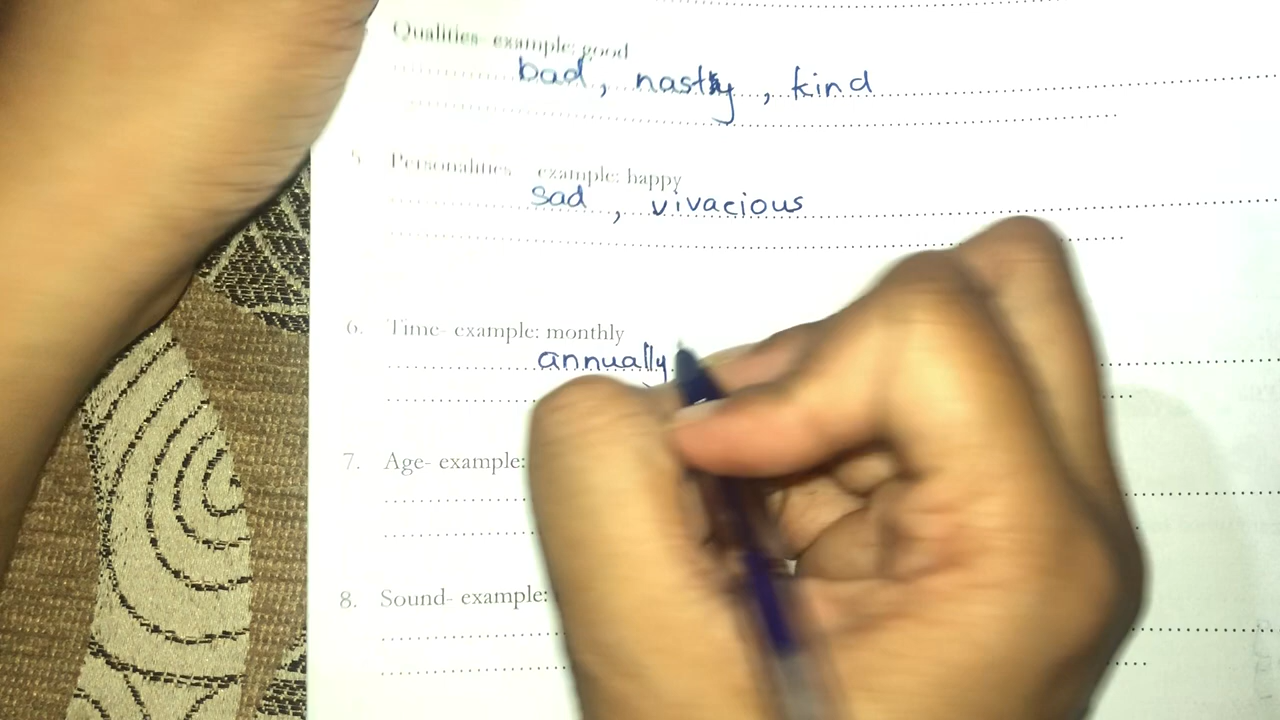 Qualities- example: good
bad, nasty, kind
5. Personalities example: happy
sad, vivacious
6. Time- example: monthly
annually
7. Age- example:
8. Sound- example: